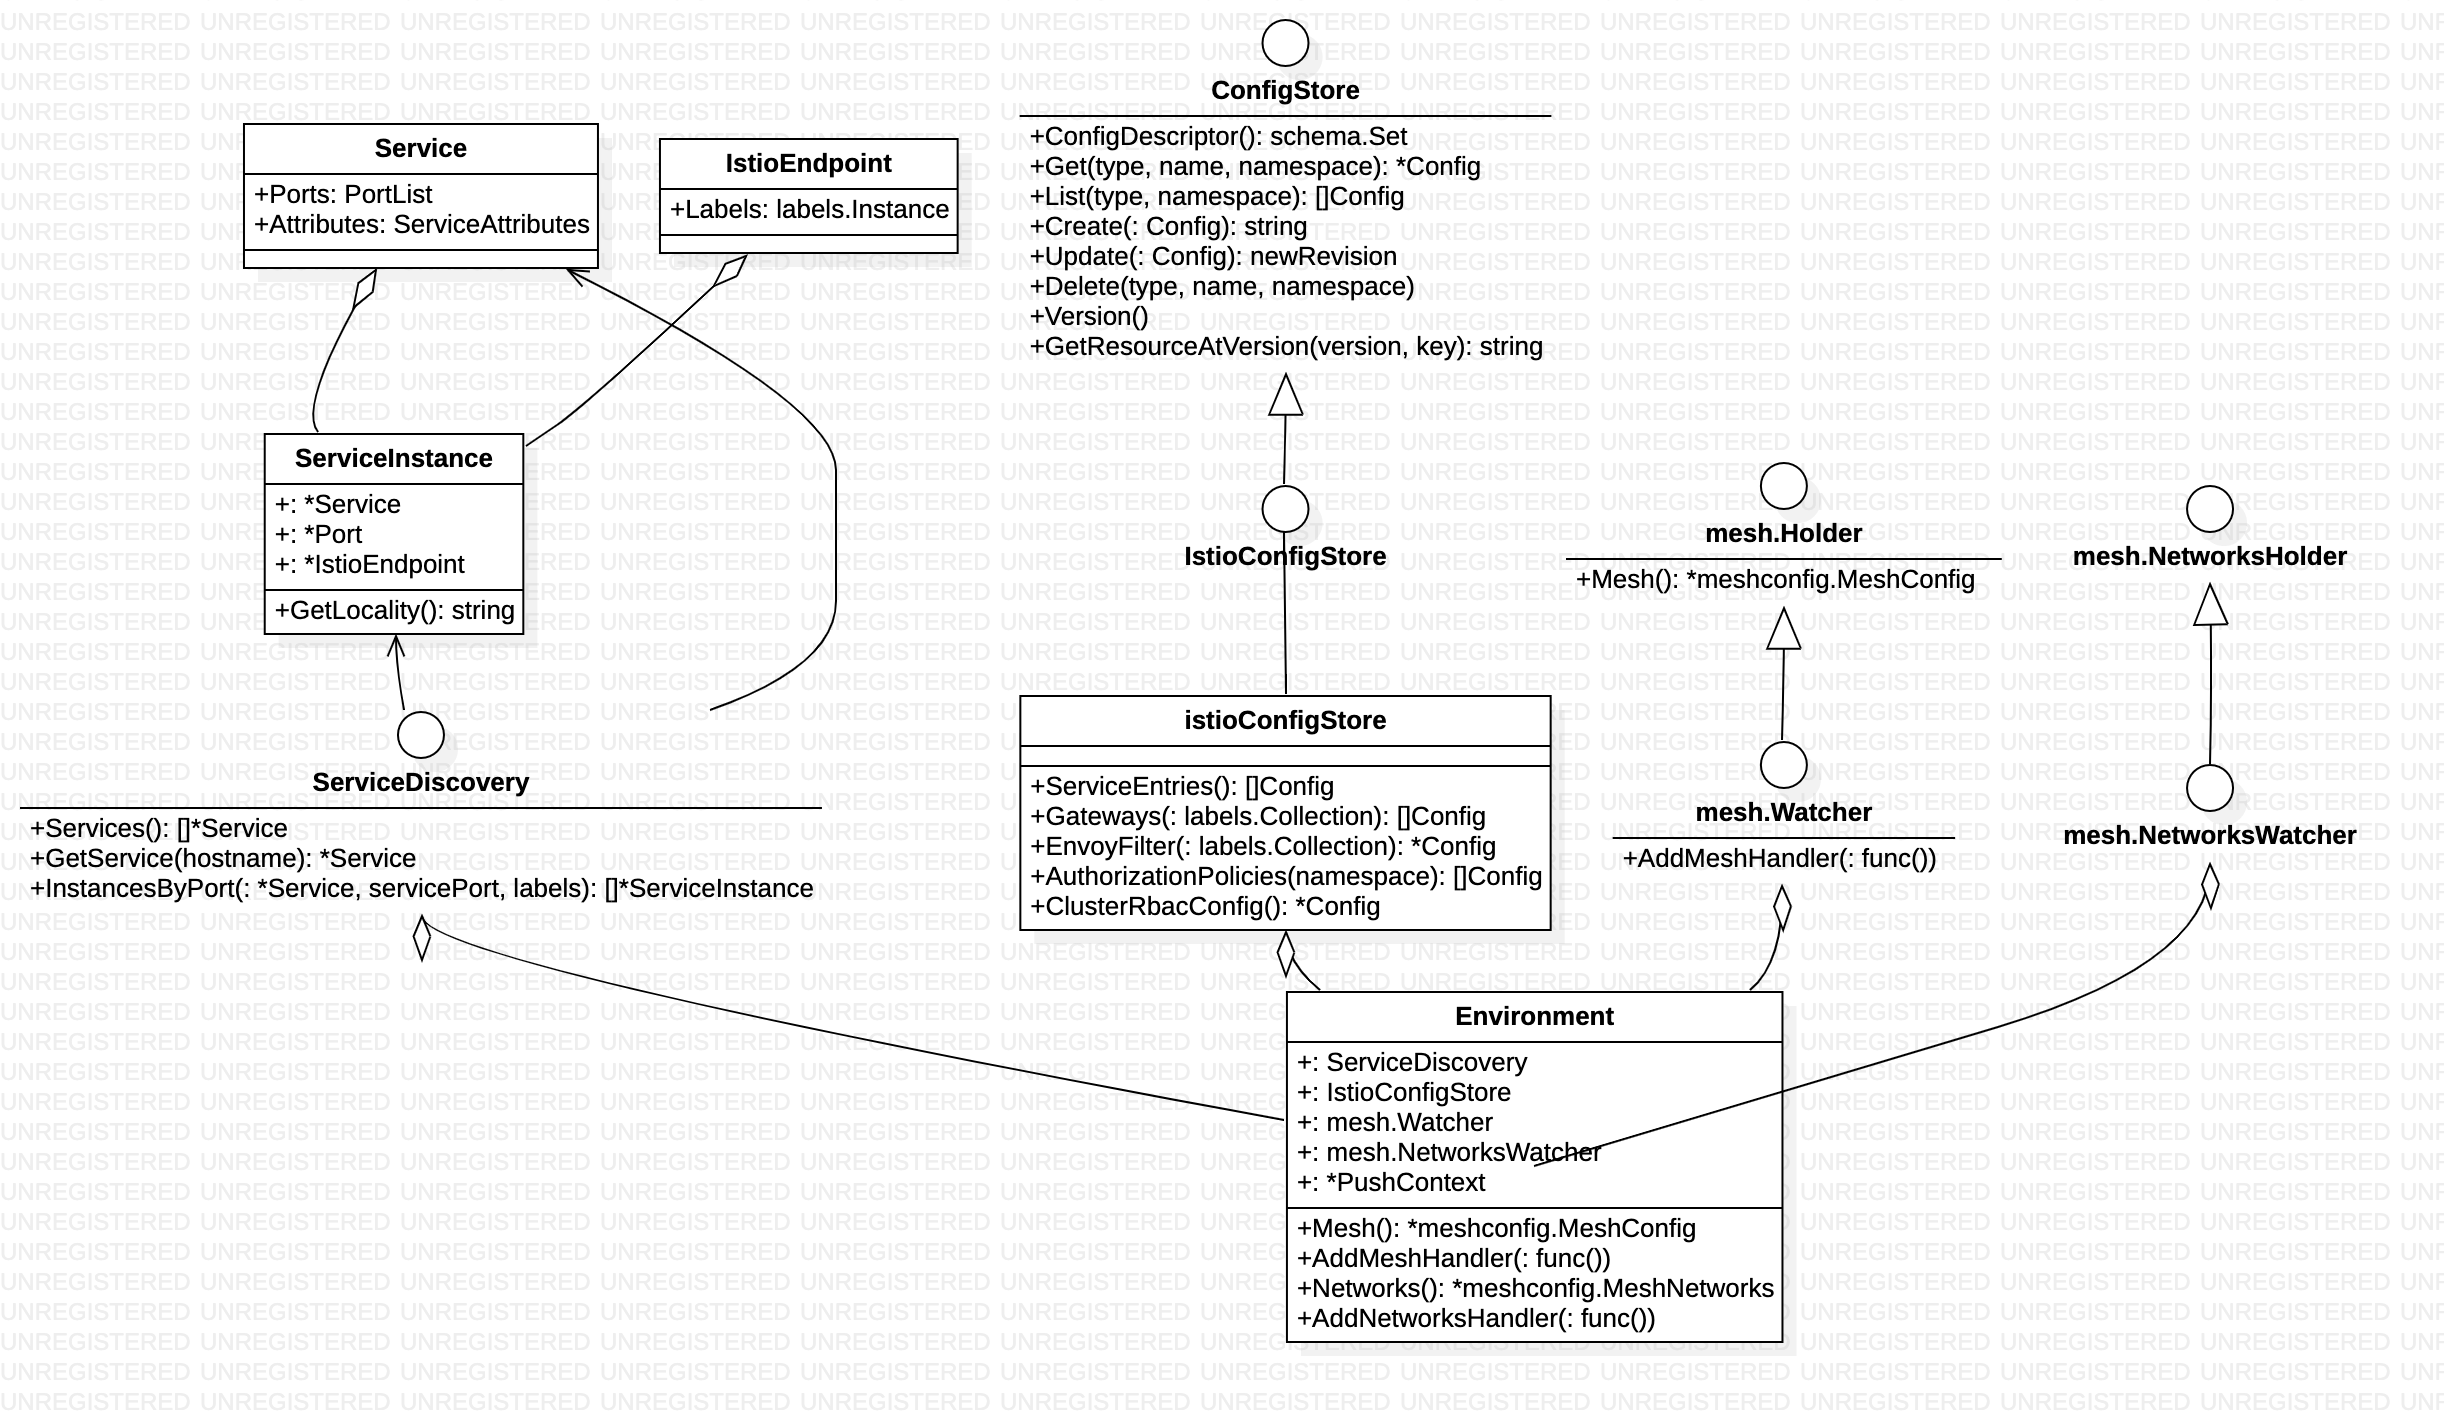 ConfigStore
+ConfigDescriptor(): schema.Set
+Get(type, name, namespace): *Config
+List(type, namespace): []Config
+Create(: Config): string
+Update(: Config): newRevision
+Delete(type, name, namespace)
+Version()
+GetResourceAtVersion(version, key): string
Service
+Ports: PortList
+Attributes: ServiceAttributes
IstioEndpoint
+Labels: labels.Instance
ServiceInstance
+: *Service
+: *Port
+: *IstioEndpoint
+GetLocality(): string
IstioConfigStore
mesh.Holder
+Mesh(): *meshconfig.MeshConfig
mesh.NetworksHolder
ServiceDiscovery
+Services(): []*Service
+GetService(hostname): *Service
+InstancesByPort(: *Service, servicePort, labels): []*ServiceInstance
istioConfigStore
+ServiceEntries(): []Config
+Gateways(: labels.Collection): []Config
+EnvoyFilter(: labels.Collection): *Config
+AuthorizationPolicies(namespace): []Config
+ClusterRbacConfig(): *Config
mesh.Watcher
+AddMeshHandler(: func())
mesh.NetworksWatcher
Environment
+: ServiceDiscovery
+: IstioConfigStore
+: mesh.Watcher
+: mesh.NetworksWatcher
+: *PushContext
+Mesh(): *meshconfig.MeshConfig
+AddMeshHandler(: func())
+Networks(): *meshconfig.MeshNetworks
+AddNetworksHandler(: func())
UNREGISTERED